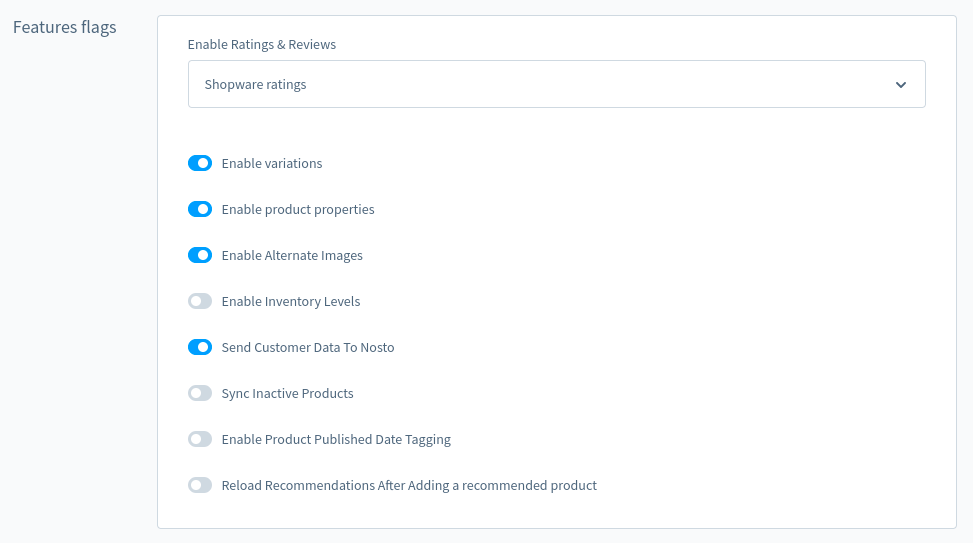 Features flags
Enable Ratings & Reviews
Shopware ratings
Enable variations
Enable product properties
Enable Alternate Images
Enable Inventory Levels
Send Customer Data To Nosto
Sync Inactive Products
Enable Product Published Date Tagging
Reload Recommendations After Adding a recommended product